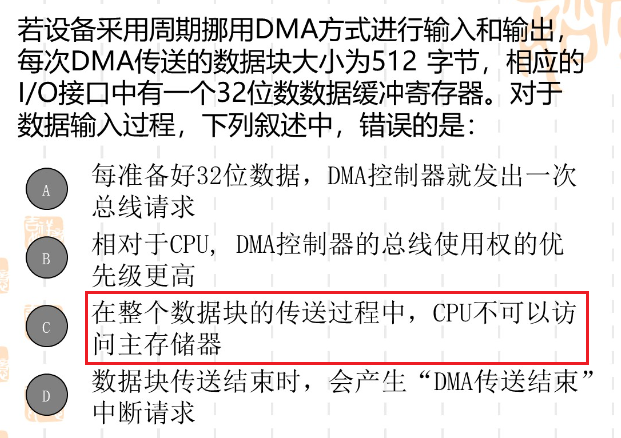 若设备采用周期挪用DMA方式进行输入和输出，
每次DMA传送的数据块大小为512 字节，相应的
I/O接口中有一个32位数数据缓冲寄存器。对于
数据输入过程，下列叙述中，错误的是：
A 每准备好32位数据，DMA控制器就发出一次
总线请求
B 相对于CPU, DMA控制器的总线使用权的优
先级更高
C 在整个数据块的传送过程中，CPU不可以访
问主存储器
D 数据块传送结束时，会产生“DMA传送结束”
中断请求